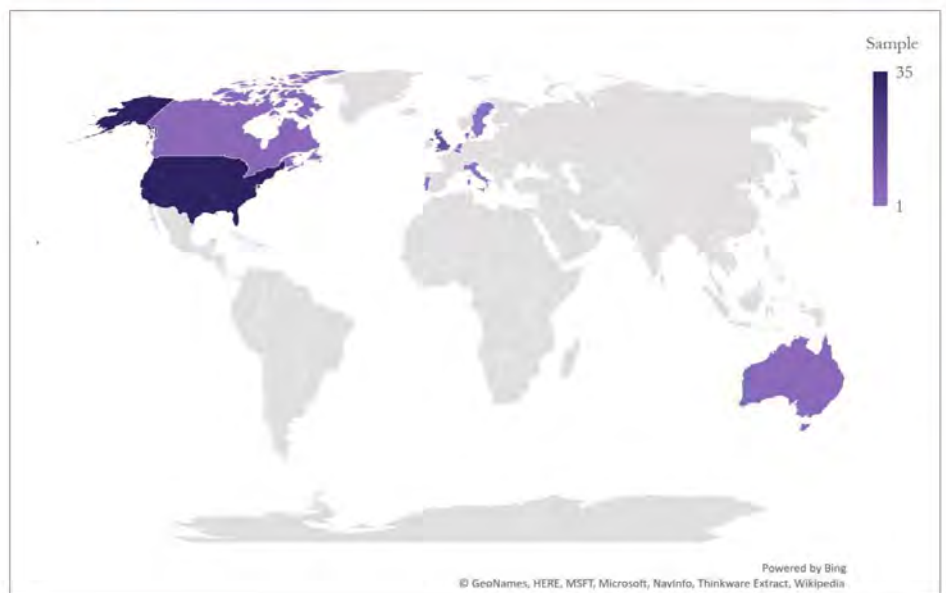 Sample
35
1
Powered by Bing
© GeoNames, HERE, MSFT, Microsoft, NavInfo, Thinkware Extract, Wikipedia